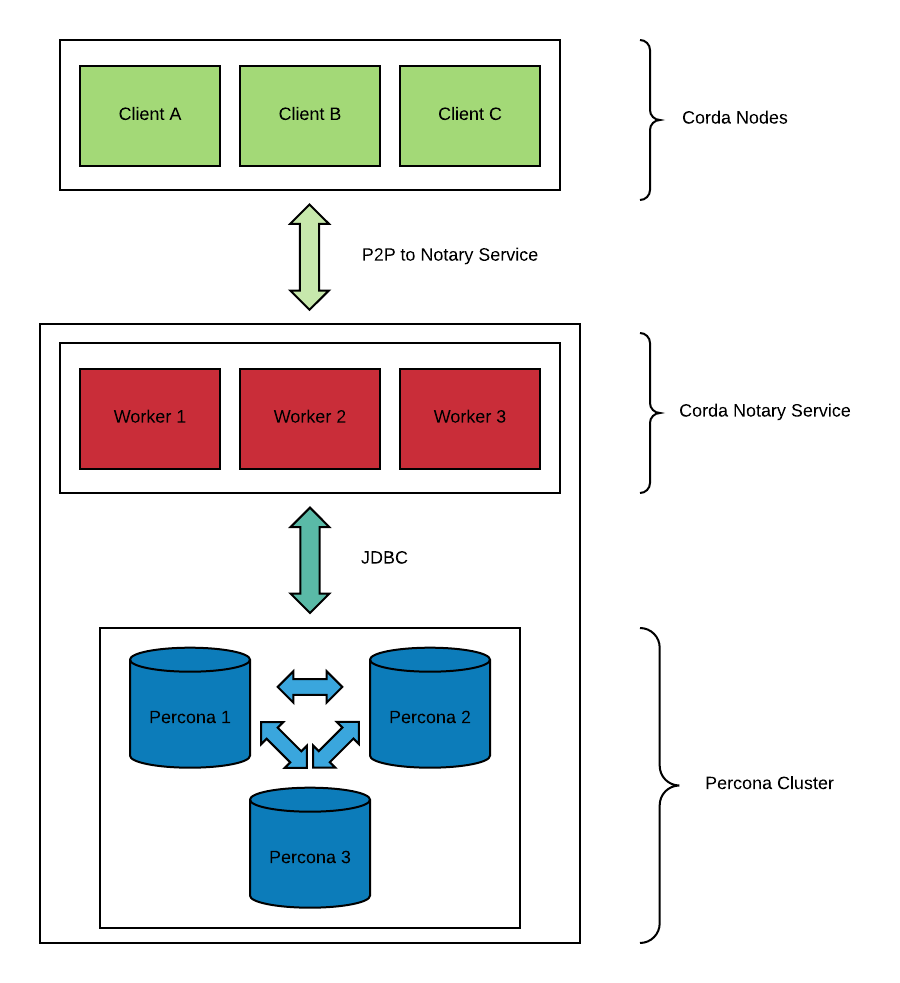 Client A
Client B
Client C
Corda Nodes
P2P to Notary Service
Worker 1
Worker 2
Worker 3
Corda Notary Service
JDBC
Percona 1
Percona 2
Percona Cluster
Percona 3